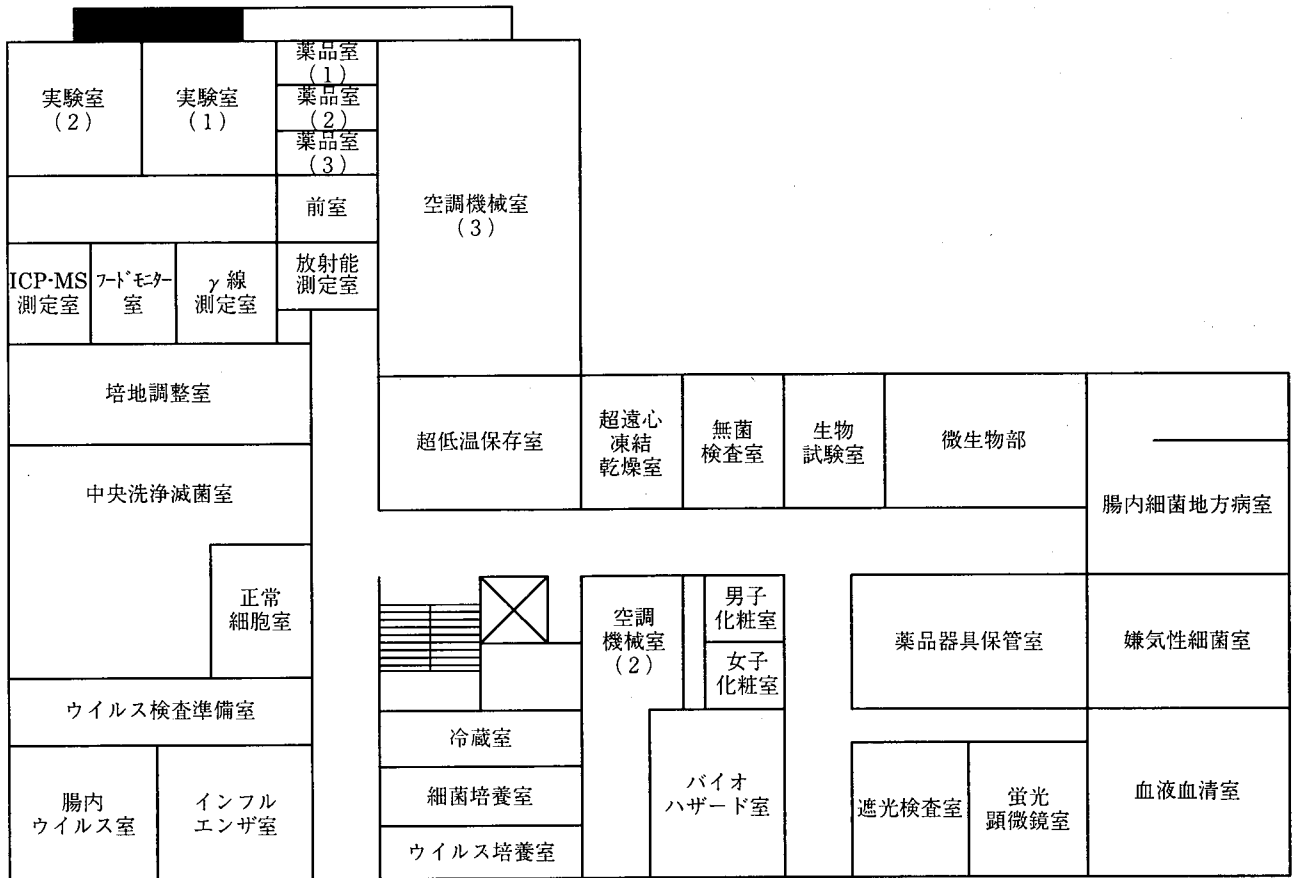 実験室
(2)
実験室
(1)
薬品室
(1)
薬品室
(2)
薬品室
(3)
空調機械室
(3)
前室
ICP-MS
測定室
フードモニター
室
γ線
測定室
放射能
測定室
培地調整室
超低温保存室
超遠心
凍結
乾燥室
無菌
検査室
生物
試験室
微生物部
腸内細菌地方病室
中央洗浄滅菌室
正常
細胞室
空調
機械室
(2)
男子
化粧室
女子
化粧室
薬品器具保管室
嫌気性細菌室
ウイルス検査準備室
冷蔵室
腸内
ウイルス室
インフル
エンザ室
細菌培養室
ウイルス培養室
バイオ
ハザード室
遮光検査室
蛍光
顕微鏡室
血液血清室